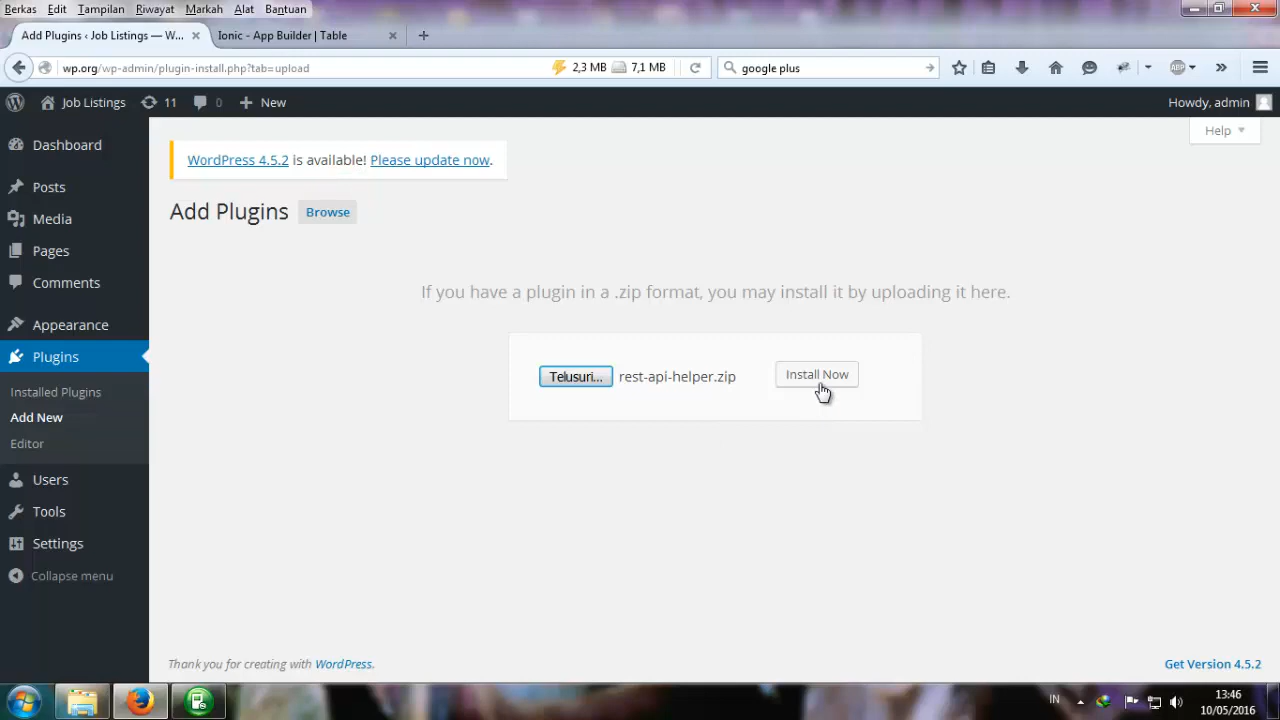 Berkas Edit Tampilan Riwayat Markah Alat Bantuan
Add Plugins ‹ Job Listings — W... × Ionic - App Builder | Table × +
wp.org/wp-admin/plugin-install.php?tab=upload 2,3 MB 7,1 MB google plus
Job Listings 11 0 + New Howdy, admin
Help
Dashboard
Posts
Media
Pages
Comments
Appearance
Plugins
Installed Plugins
Add New
Editor
Users
Tools
Settings
Collapse menu
WordPress 4.5.2 is available! Please update now.
Add Plugins Browse
If you have a plugin in a .zip format, you may install it by uploading it here.
Telusuri... rest-api-helper.zip Install Now
Thank you for creating with WordPress. Get Version 4.5.2
IN 13:46
10/05/2016